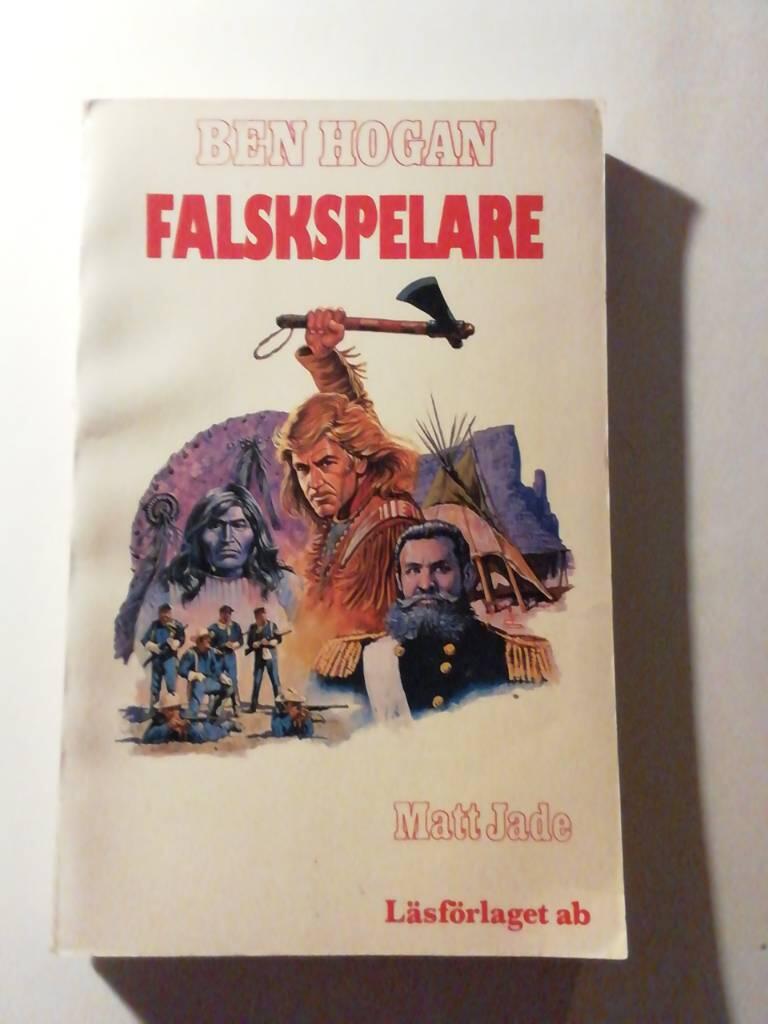 BEN HOGAN
FALSKSPELARE
Matt Jade
Läsförlaget ab